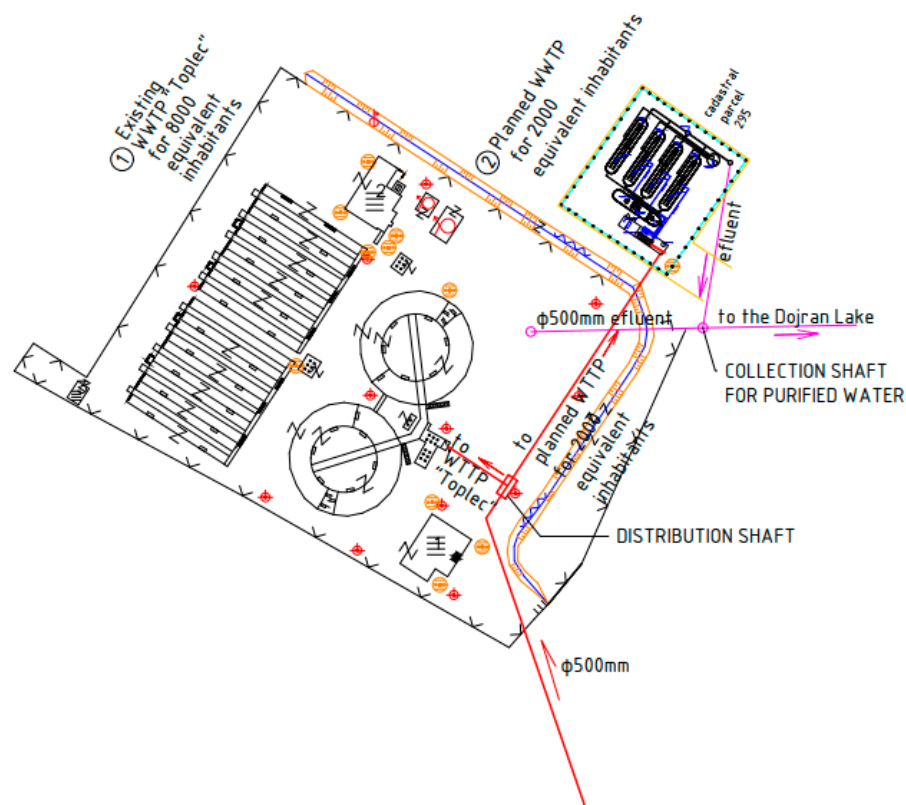 1 Existing
WWTP "Toplec"
for 8000
equivalent
inhabitants
2 Planned WWTP
for 2000
equivalent inhabitants
cadastral
parcel
295
efluent
φ500mm efluent
to the Dojran Lake
COLLECTION SHAFT
FOR PURIFIED WATER
to
planned WTTP
for 2000
equivalent
inhabitants
to
WTTP
"Toplec"
DISTRIBUTION SHAFT
φ500mm